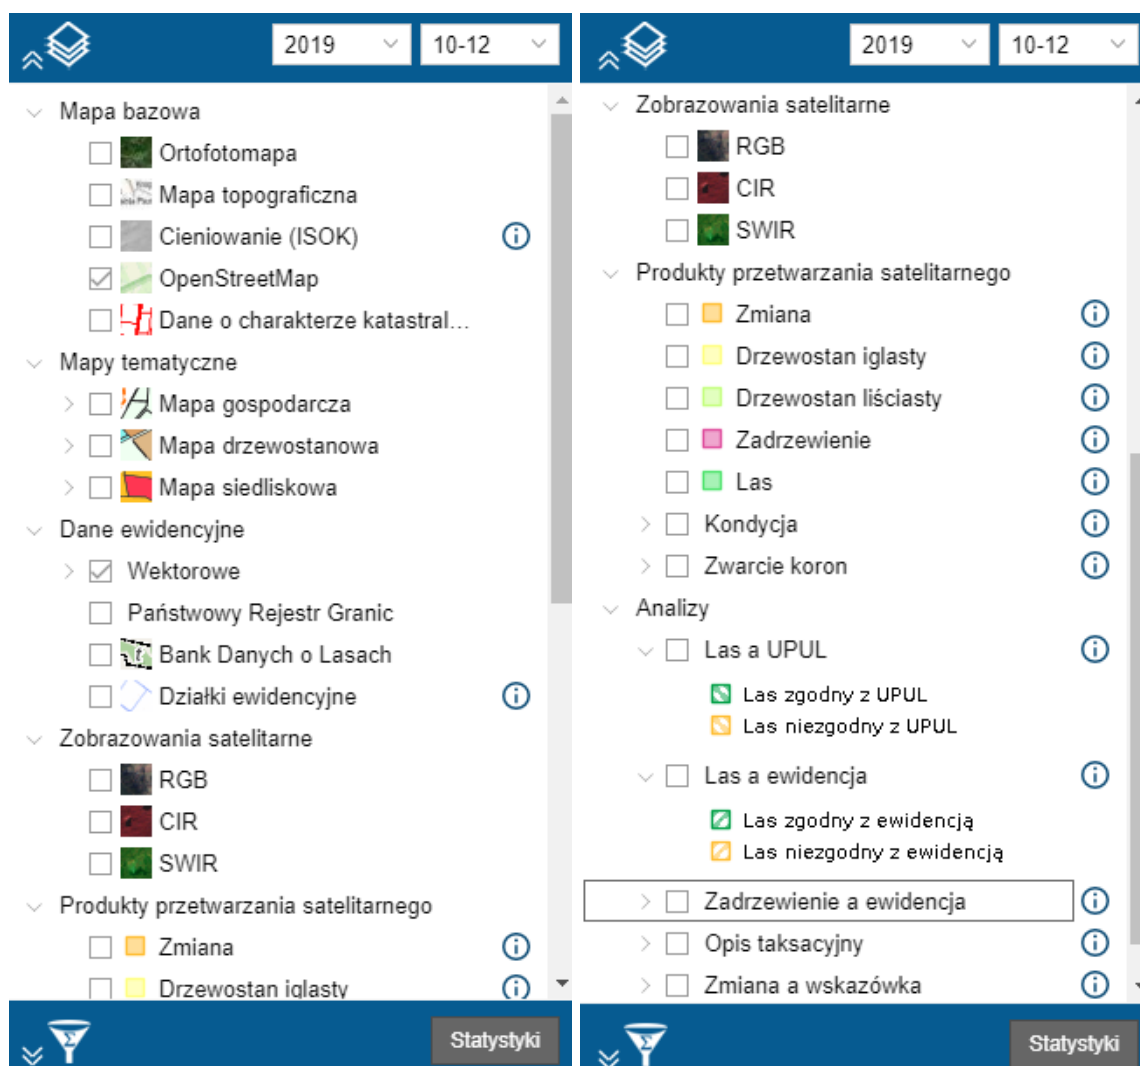 2019 10-12
Mapa bazowa
Ortofotomapa
Mapa topograficzna
Cieniowanie (ISOK)
OpenStreetMap
Dane o charakterze katastral...
Mapy tematyczne
Mapa gospodarcza
Mapa drzewostanowa
Mapa siedliskowa
Dane ewidencyjne
Wektorowe
Państwowy Rejestr Granic
Bank Danych o Lasach
Działki ewidencyjne
Zobrazowania satelitarne
RGB
CIR
SWIR
Produkty przetwarzania satelitarnego
Zmiana
Drzewostan iglasty
Statystyki
2019 10-12
Zobrazowania satelitarne
RGB
CIR
SWIR
Produkty przetwarzania satelitarnego
Zmiana
Drzewostan iglasty
Drzewostan liściasty
Zadrzewienie
Las
Kondycja
Zwarcie koron
Analizy
Las a UPUL
Las zgodny z UPUL
Las niezgodny z UPUL
Las a ewidencja
Las zgodny z ewidencją
Las niezgodny z ewidencją
Zadrzewienie a ewidencja
Opis taksacyjny
Zmiana a wskazówka
Statystyki